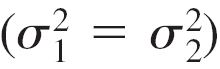 (σ₁² = σ₂²)